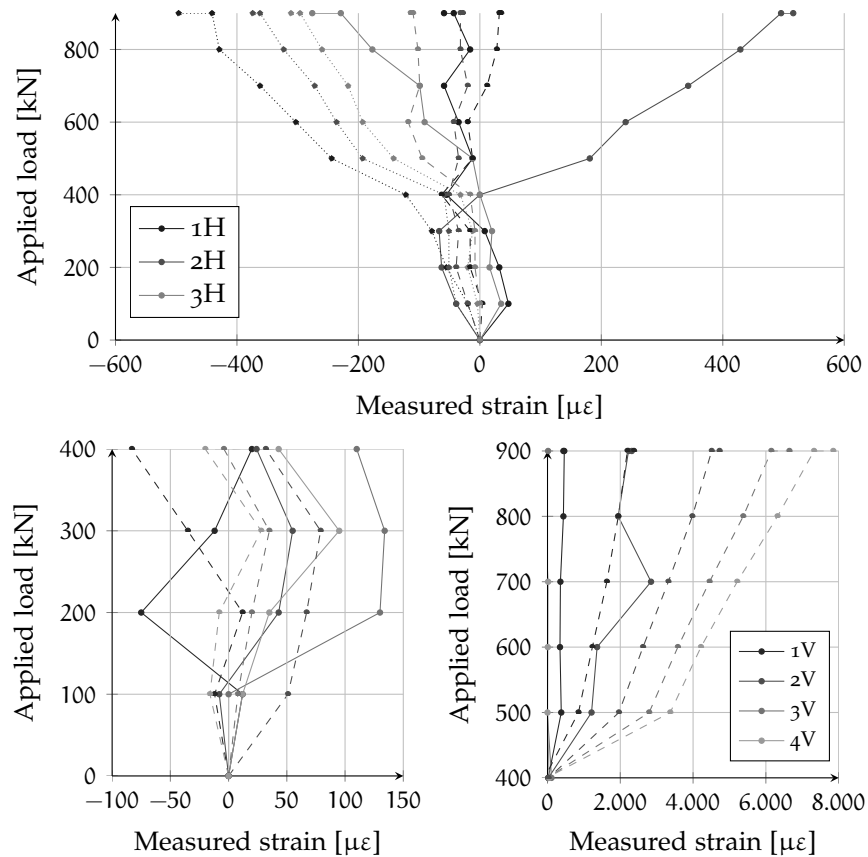 Applied load [kN]
800
600
400
200
0
1H
2H
3H
−600
−400
−200
0
200
400
600
Measured strain [µε]
Applied load [kN]
400
300
200
100
0
−100
−50
0
50
100
150
Measured strain [µε]
Applied load [kN]
900
800
700
600
500
400
1V
2V
3V
4V
0
2.000
4.000
6.000
8.000
Measured strain [µε]